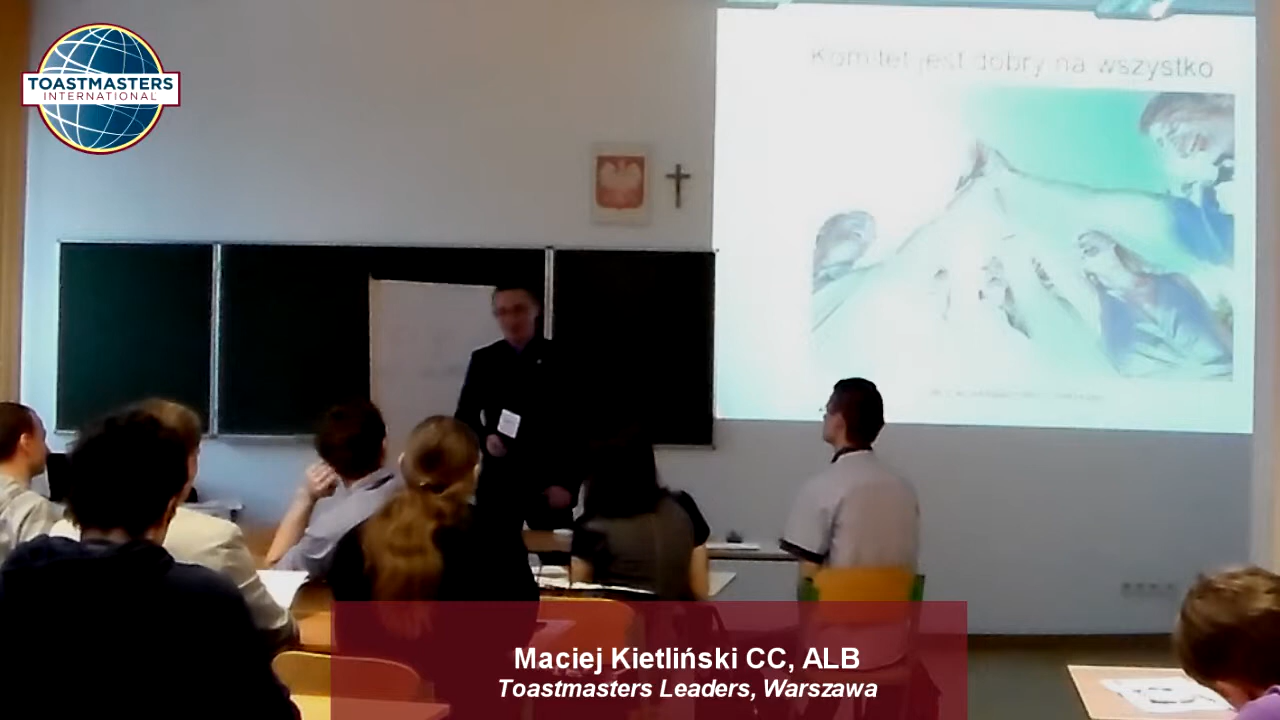 TOASTMASTERS
INTERNATIONAL
Komitet jest dobry na wszystko
Maciej Kietliński CC, ALB
Toastmasters Leaders, Warszawa